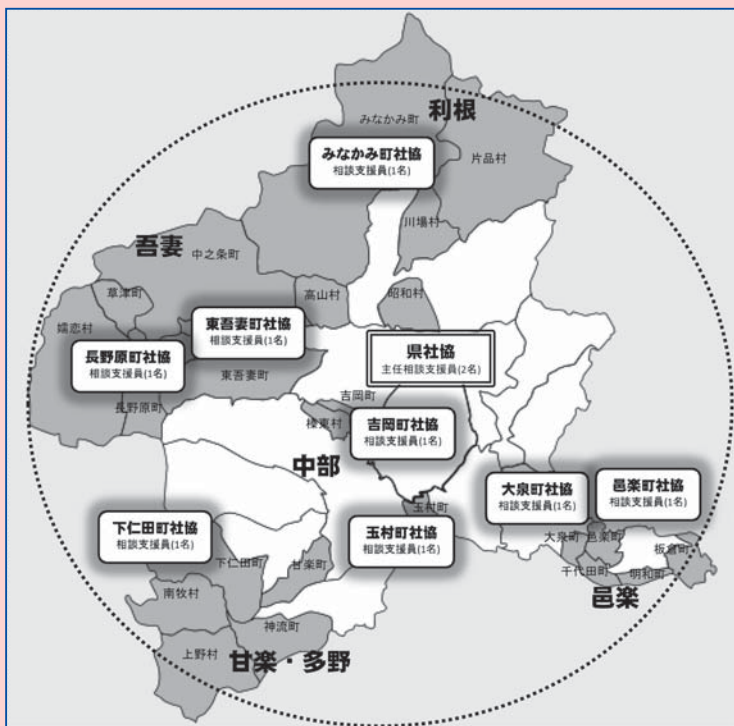 利根
みなかみ町
みなかみ町社協
相談支援員(1名)
片品村
川場村
吾妻
中之条町
草津町
高山村
昭和村
嬬恋村
東吾妻町社協
相談支援員(1名)
長野原町社協
相談支援員(1名)
県社協
主任相談支援員(2名)
東吾妻町
長野原町
吉岡町
榛東村
吉岡町社協
相談支援員(1名)
中部
大泉町社協
相談支援員(1名)
邑楽町社協
相談支援員(1名)
玉村町
下仁田町社協
相談支援員(1名)
玉村町社協
相談支援員(1名)
大泉町
邑楽町
板倉町
下仁田町
甘楽町
千代田町
明和町
南牧村
邑楽
神流町
上野村
甘楽・多野